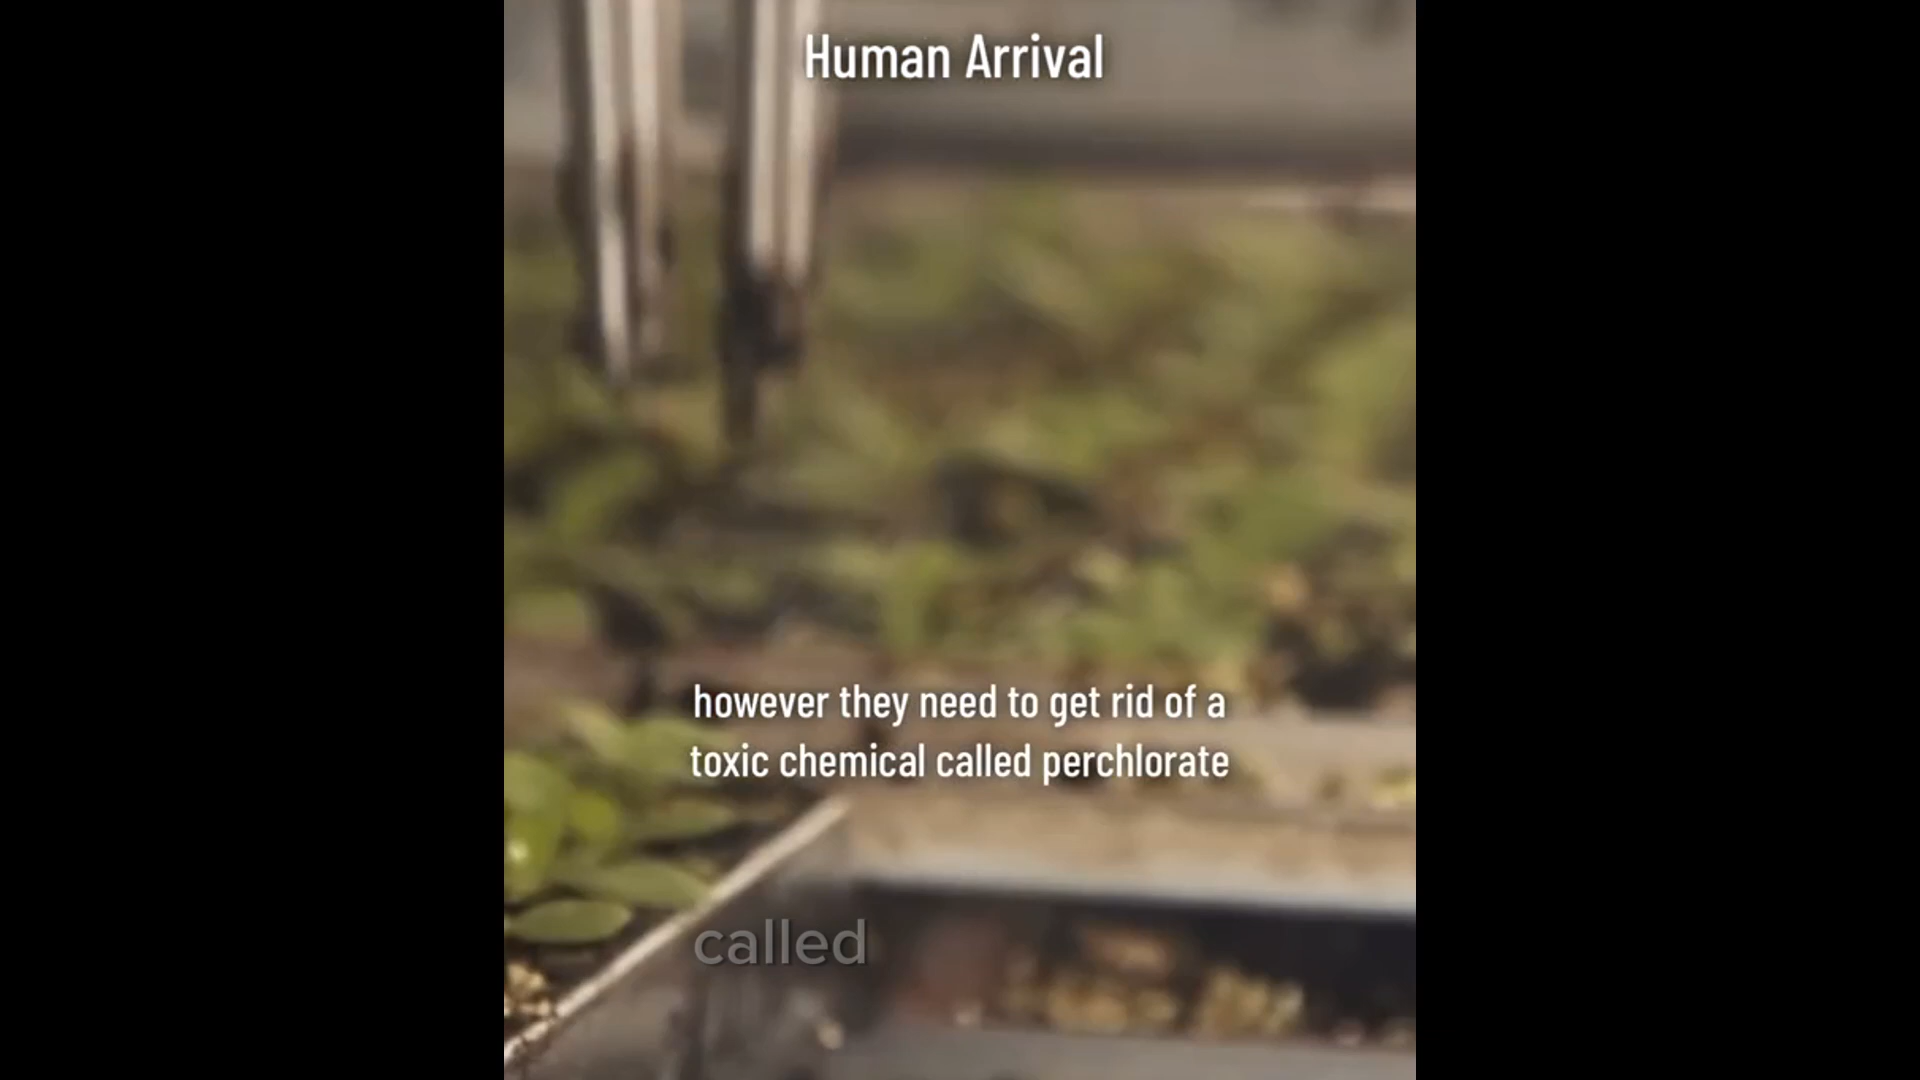 Human Arrival
however they need to get rid of a
toxic chemical called perchlorate
called